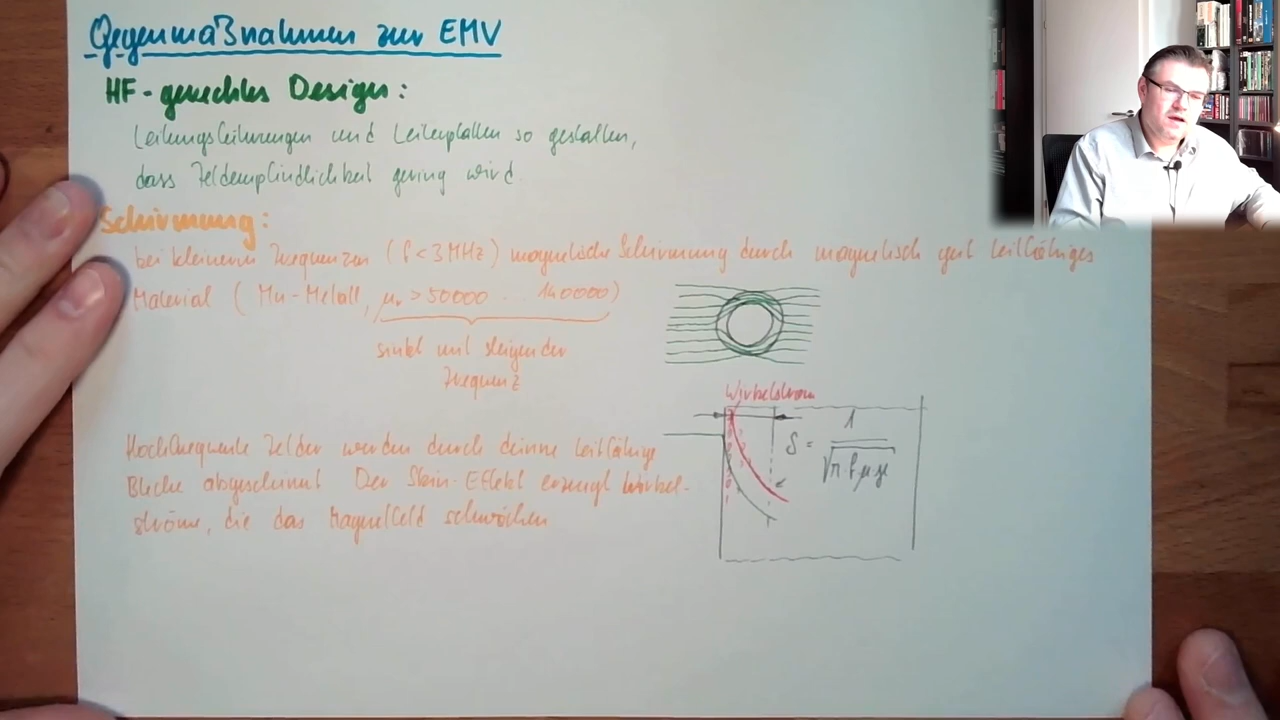 Gegenmaßnahmen zur EMV
HF-gerechtes Design:
Leitungsführungen und Leiterplatten so gestalten,
dass Feldempfindlichkeit gering wird
Schirmung:
bei kleineren Frequenzen (f < 3 MHz) magnetische Schirmung durch magnetisch gut leitfähiges
Material (Mu-Metall, μr > 50000 .. 140000)
sinkt mit steigender
Frequenz
Wirbelstrom
δ = 1 / √(π · f · μ · ϰ)
Hochfrequente Felder werden durch dünne leitfähige
Bleche abgeschirmt Der Skin-Effekt erzeugt Wirbel-
ströme, die das Magnetfeld schwächen